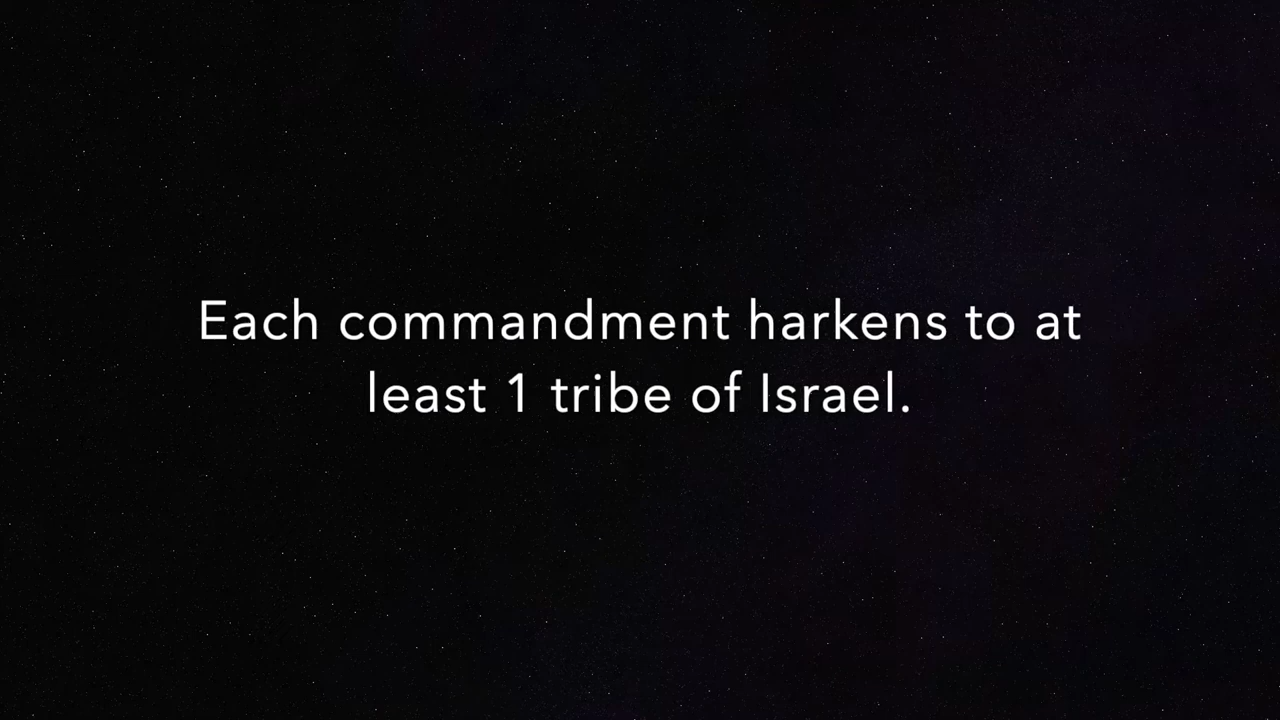 Each commandment harkens to at
least 1 tribe of Israel.